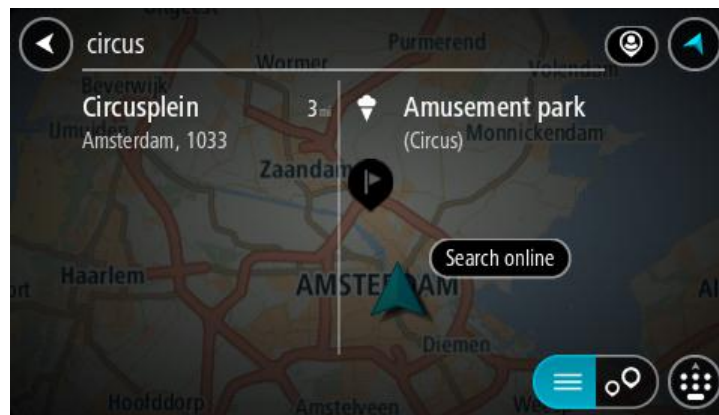 circus
Circusplein
3 mi
Amsterdam, 1033
Amusement park
(Circus)
Search online
Wormer
Purmerend
Volendam
Beverwijk
Monnickendam
Zaandam
Haarlem
AMSTERDAM
Diemen
Hoofddorp
Amstelveen